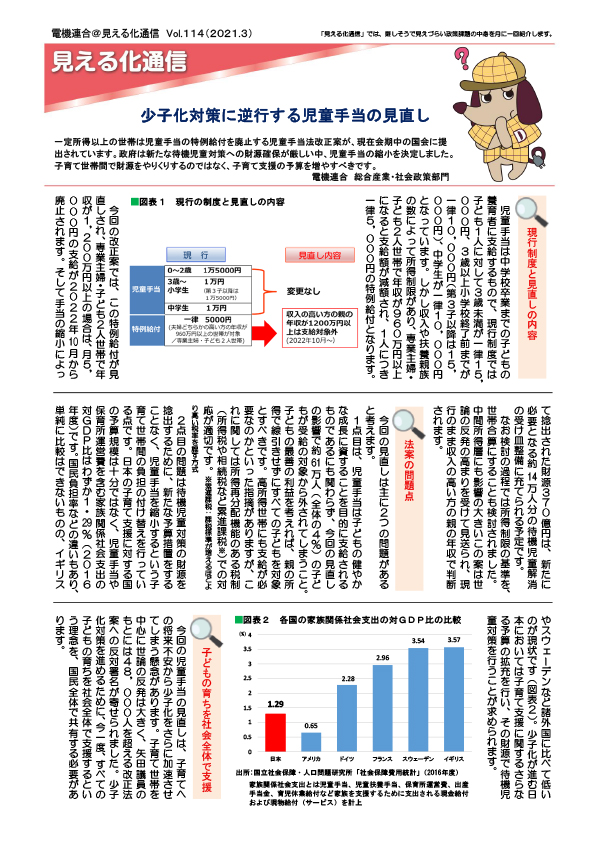 電機連合@見える化通信 Vol.114(2021.3)
「見える化通信」では、難しそうで見えづらい政策課題の中身を月に一回紹介します。
見える化通信
少子化対策に逆行する児童手当の見直し
一定所得以上の世帯は児童手当の特例給付を廃止する児童手当法改正案が、現在会期中の国会に提
出されています。政府は新たな待機児童対策への財源確保が厳しい中、児童手当の縮小を決定しました。
子育て世帯間で財源をやりくりするのではなく、子育て支援の予算を増やすべきです。
電機連合 総合産業・社会政策部門
現行制度と見直しの内容
児童手当は中学校卒業までの子どもの
養育者に支給するもので、現行制度では
子ども1人に対して3歳未満が一律15,
000円、3歳以上小学校終了前までが
一律10,000円(第3子以降は15,
000円)、中学生が一律10,000円
となっています。しかし収入や扶養親族
の数によって所得制限があり、専業主婦・
子ども2人世帯で年収が960万円以上
になると支給額が減額され、1人につき
一律5,000円の特例給付となります。
■図表1 現行の制度と見直しの内容
現 行
見直し内容
児童手当
0~2歳 1万5000円
3歳~
小学生
1万円
(第3子以降は
1万5000円)
中学生 1万円
変更なし
特例給付
一律 5000円
(夫婦どちらかの高い方の年収が
960万円以上の世帯が対象
/専業主婦・子ども2人世帯)
収入の高い方の親の
年収が1200万円以
上は支給対象外
(2022年10月~)
今回の改正案では、この特例給付が見
直しされ、専業主婦・子ども2人世帯で年
収が1,200万円以上の場合は、月5,
000円の支給が2022年10月から
廃止されます。そして手当の縮小によっ
て捻出された財源370億円は、新たに
必要となる約14万人分の待機児童解消
の受け皿整備に充てられる予定です。
なお検討の過程では所得制限の基準を、
世帯合算にすることも検討されました。
中間所得層にも影響の大きいこの案は世
論の反発の高まりを受けて見送られ、現
行のまま収入の高い方の親の年収で判断
されます。
法案の問題点
今回の見直しは主に2つの問題がある
と考えます。
1点目は、児童手当は子どもの健やか
な成長に資することを目的に支給される
ものであるにも関わらず、今回の見直し
の影響で約61万人(全体の4%)の子ど
もが受給の対象から外されてしまうこと。
子どもの最善の利益を考えれば、親の所
得で線引きせずにすべての子どもを対象
とすべきです。高所得世帯にも支給が必
要なのかといった指摘がありますが、こ
れに関しては所得再分配機能のある税制
(所得税や相続税など累進課税※)での対
応が適切です。
2点目の問題は待機児童対策の財源を
捻出するために、新たな予算措置をする
ことなく、児童手当を縮小するという子
育て世帯間の負担の付け替えを行ってい
る点です。日本の子育て支援に対する国
の予算規模は十分ではなく、児童手当や
保育所運営費を含む家族関係社会支出の
対GDP比はわずか1.29%(2016
年度)です。国民負担率などの違いもあり、
単純に比較はできないものの、イギリス
やスウェーデンなど諸外国に比べて低い
のが現状です(図表2)。少子化が進む日
本においては子育て支援に関するさらな
る予算の拡充を行い、その財源で待機児
童対策を行うことが求められます。
■図表2 各国の家族関係社会支出の対GDP比の比較
(%)
4
3.5
3
2.5
2
1.5
1
0.5
0
1.29
0.65
2.28
2.96
3.54
3.57
日本 アメリカ ドイツ フランス スウェーデン イギリス
出所:国立社会保障・人口問題研究所「社会保障費用統計」(2016年度)
家族関係社会支出とは児童手当、児童扶養手当、保育所運営費、出産
手当金、育児休業給付など家族を支援するために支出される現金給付
および現物給付(サービス)を計上
子どもの育ちを社会全体で支援
今回の児童手当の見直しは、子育てへ
の将来不安から少子化をさらに加速させ
てしまう懸念があります。子育て世帯を
中心に世論の反発は大きく、矢田議員の
もとには48,000人を超える改正法
案への反対署名が寄せられました。少子
化対策を進めるために、今一度、すべての
子どもの育ちを社会全体で支援するとい
う理念を、国民全体で共有する必要があ
ります。